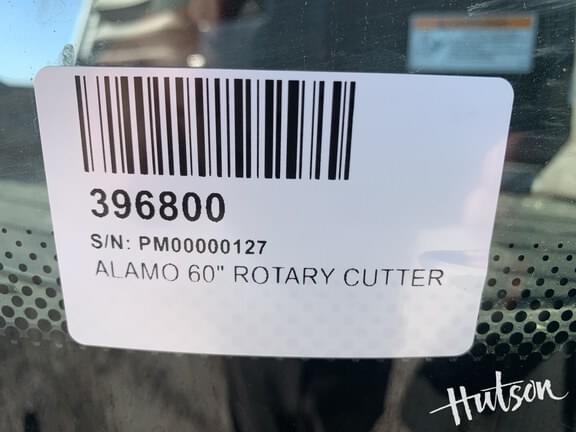 396800
S/N: PM00000127
ALAMO 60" ROTARY CUTTER
Hutson